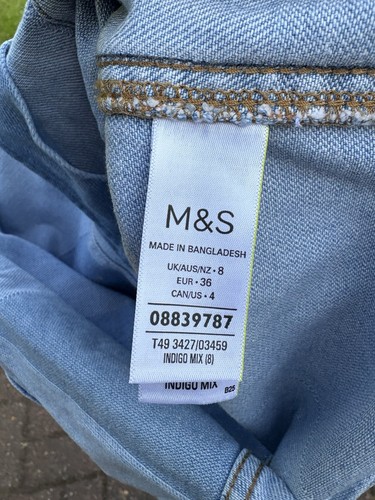 M&S
MADE IN BANGLADESH
UK/AUS/NZ • 8
EUR • 36
CAN/US • 4
08839787
T49 3427/03459
INDIGO MIX (8)
INDIGO MIX
825